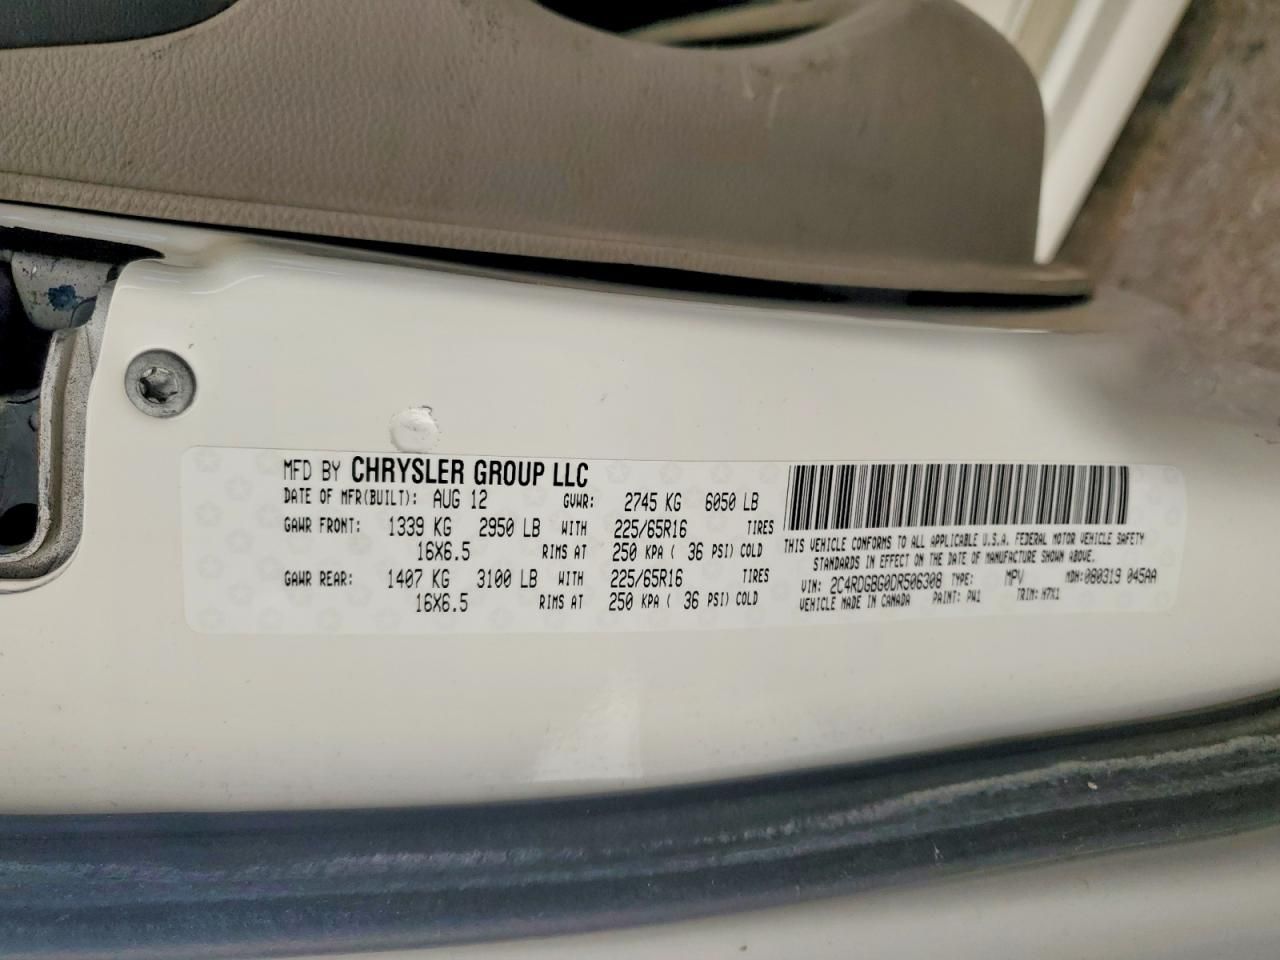 MFD BY CHRYSLER GROUP LLC
DATE OF MFR(BUILT): AUG 12 GVWR: 2745 KG 6050 LB
GAWR FRONT: 1339 KG 2950 LB WITH 225/65R16 TIRES
16X6.5 RIMS AT 250 KPA ( 36 PSI) COLD
GAWR REAR: 1407 KG 3100 LB WITH 225/65R16 TIRES
16X6.5 RIMS AT 250 KPA ( 36 PSI) COLD
THIS VEHICLE CONFORMS TO ALL APPLICABLE U.S.A. FEDERAL MOTOR VEHICLE SAFETY
STANDARDS IN EFFECT ON THE DATE OF MANUFACTURE SHOWN ABOVE.
VIN: 2C4RDGBG0DR506308 TYPE: MPV MDH: 080319 045AA
VEHICLE MADE IN CANADA PAINT: PW1 TRIM: H7X1